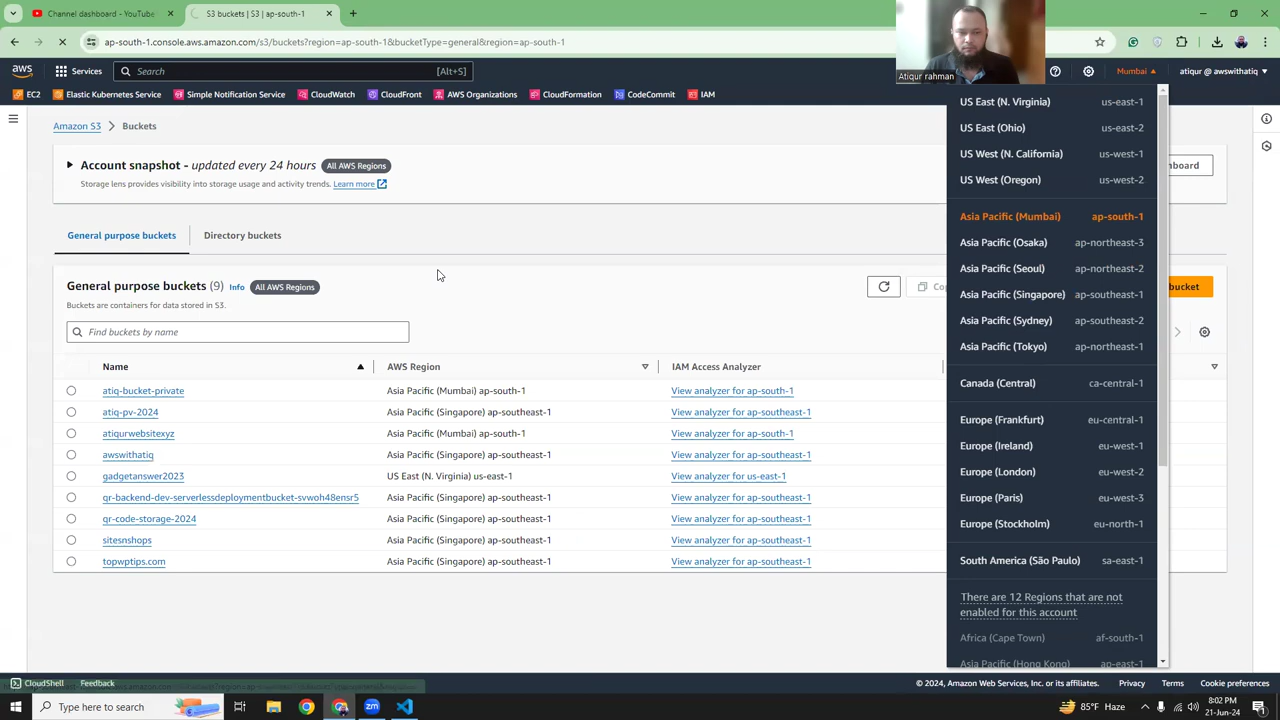 Channel dashboard - YouTube
S3 buckets | S3 | ap-south-1
ap-south-1.console.aws.amazon.com/s3/buckets?region=ap-south-1&bucketType=general&region=ap-south-1
Atiqur rahman
aws
Services
Search
[Alt+S]
Mumbai
atiqur @ awswithatiq
EC2
Elastic Kubernetes Service
Simple Notification Service
CloudWatch
CloudFront
AWS Organizations
CloudFormation
CodeCommit
IAM
Amazon S3
Buckets
Account snapshot - updated every 24 hours
All AWS Regions
Storage lens provides visibility into storage usage and activity trends. Learn more
General purpose buckets
Directory buckets
General purpose buckets (9)
Info
All AWS Regions
Buckets are containers for data stored in S3.
bucket
Find buckets by name
Name
AWS Region
IAM Access Analyzer
atiq-bucket-private
Asia Pacific (Mumbai) ap-south-1
View analyzer for ap-south-1
atiq-pv-2024
Asia Pacific (Singapore) ap-southeast-1
View analyzer for ap-southeast-1
atiqurwebsitexyz
Asia Pacific (Mumbai) ap-south-1
View analyzer for ap-south-1
awswithatiq
Asia Pacific (Singapore) ap-southeast-1
View analyzer for ap-southeast-1
gadgetanswer2023
US East (N. Virginia) us-east-1
View analyzer for us-east-1
qr-backend-dev-serverlessdeploymentbucket-svwoh48ensr5
Asia Pacific (Singapore) ap-southeast-1
View analyzer for ap-southeast-1
qr-code-storage-2024
Asia Pacific (Singapore) ap-southeast-1
View analyzer for ap-southeast-1
sitesnshops
Asia Pacific (Singapore) ap-southeast-1
View analyzer for ap-southeast-1
topwptips.com
Asia Pacific (Singapore) ap-southeast-1
View analyzer for ap-southeast-1
US East (N. Virginia) us-east-1
US East (Ohio) us-east-2
US West (N. California) us-west-1
US West (Oregon) us-west-2
Asia Pacific (Mumbai) ap-south-1
Asia Pacific (Osaka) ap-northeast-3
Asia Pacific (Seoul) ap-northeast-2
Asia Pacific (Singapore) ap-southeast-1
Asia Pacific (Sydney) ap-southeast-2
Asia Pacific (Tokyo) ap-northeast-1
Canada (Central) ca-central-1
Europe (Frankfurt) eu-central-1
Europe (Ireland) eu-west-1
Europe (London) eu-west-2
Europe (Paris) eu-west-3
Europe (Stockholm) eu-north-1
South America (São Paulo) sa-east-1
There are 12 Regions that are not
enabled for this account
Africa (Cape Town) af-south-1
Asia Pacific (Hong Kong) ap-east-1
CloudShell
Feedback
© 2024, Amazon Web Services, Inc. or its affiliates.
Privacy
Terms
Cookie preferences
Type here to search
85°F Haze
8:02 PM
21-Jun-24